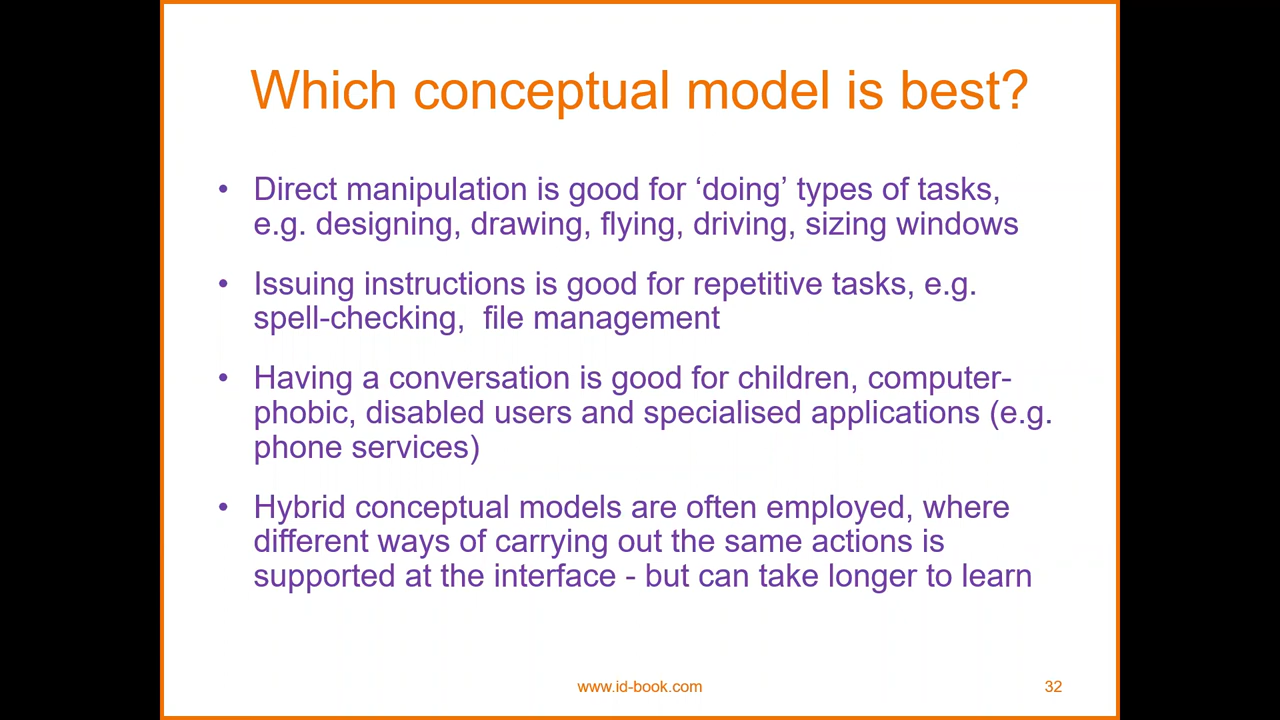 Which conceptual model is best?
• Direct manipulation is good for ‘doing’ types of tasks,
e.g. designing, drawing, flying, driving, sizing windows
• Issuing instructions is good for repetitive tasks, e.g.
spell-checking,  file management
• Having a conversation is good for children, computer-
phobic, disabled users and specialised applications (e.g.
phone services)
• Hybrid conceptual models are often employed, where
different ways of carrying out the same actions is
supported at the interface - but can take longer to learn
www.id-book.com
32